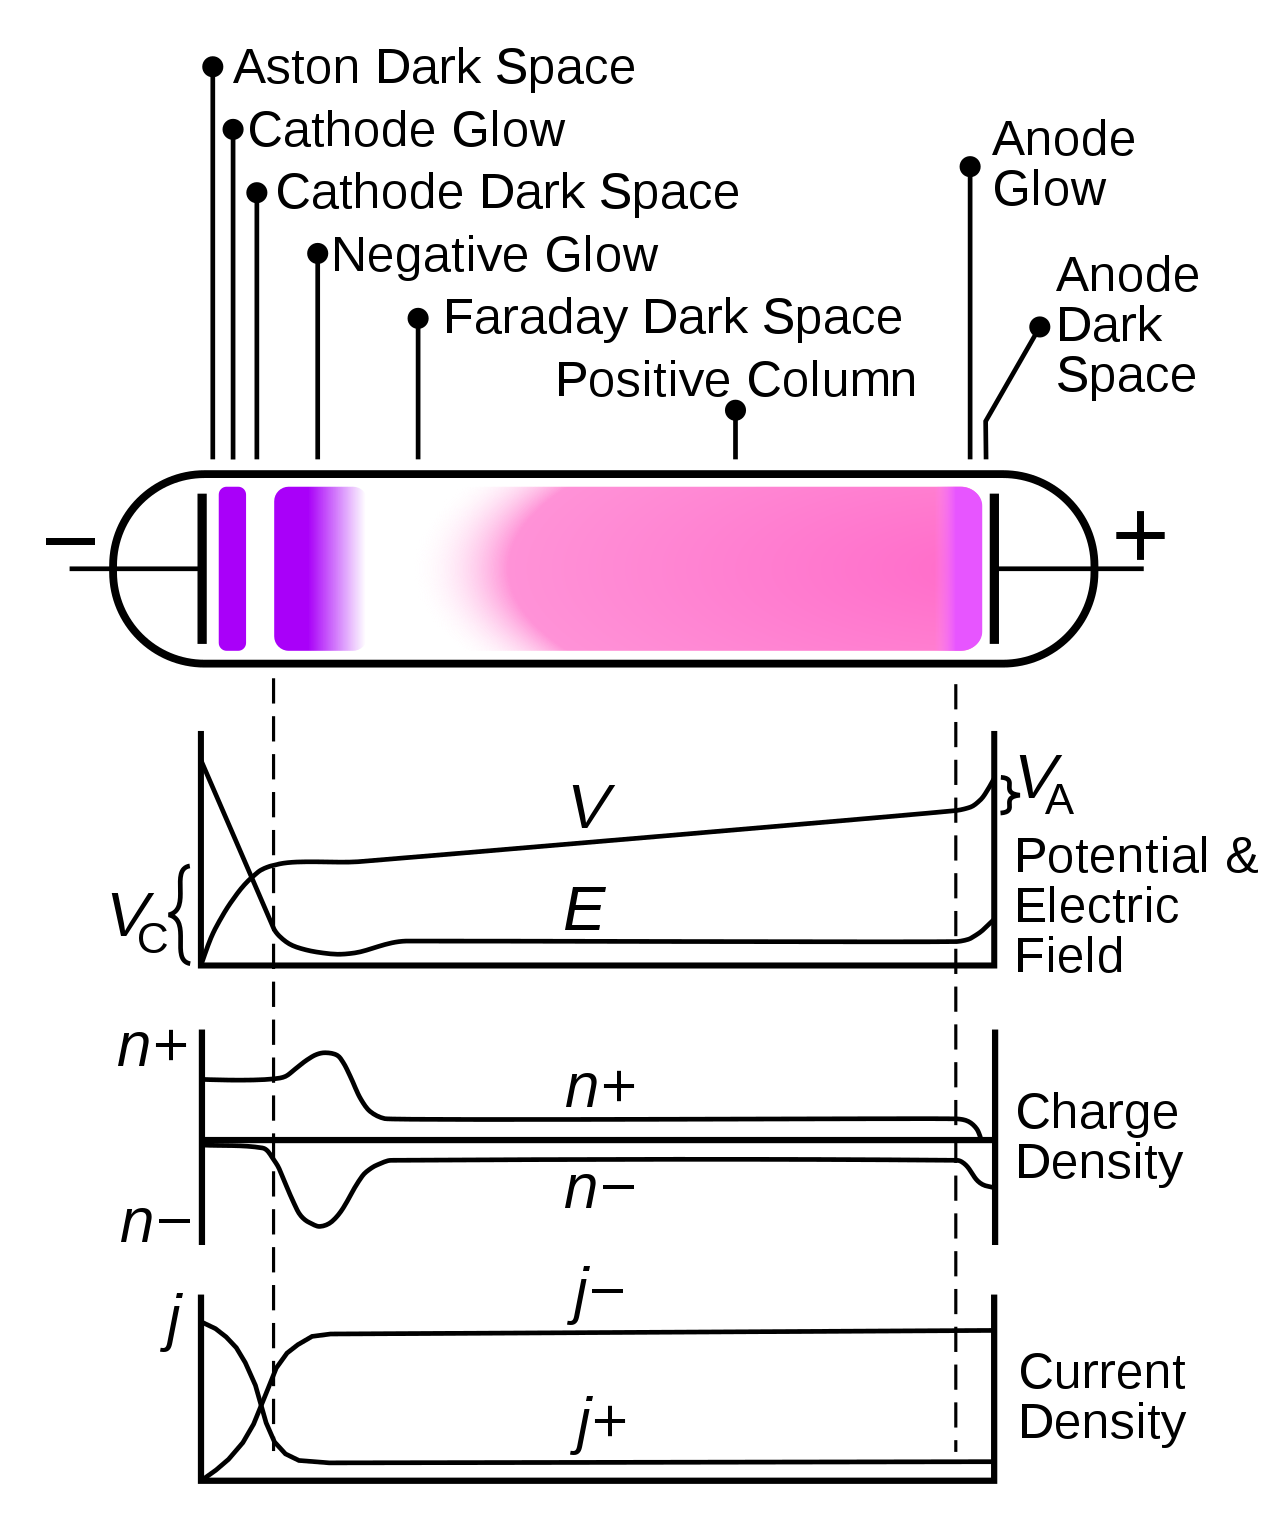 Aston Dark Space
Cathode Glow
Cathode Dark Space
Negative Glow
Faraday Dark Space
Positive Column
Anode
Glow
Anode
Dark
Space
−
+
V
E
VC
VA
Potential &
Electric
Field
n+
n+
n−
n−
Charge
Density
j
j−
j+
Current
Density